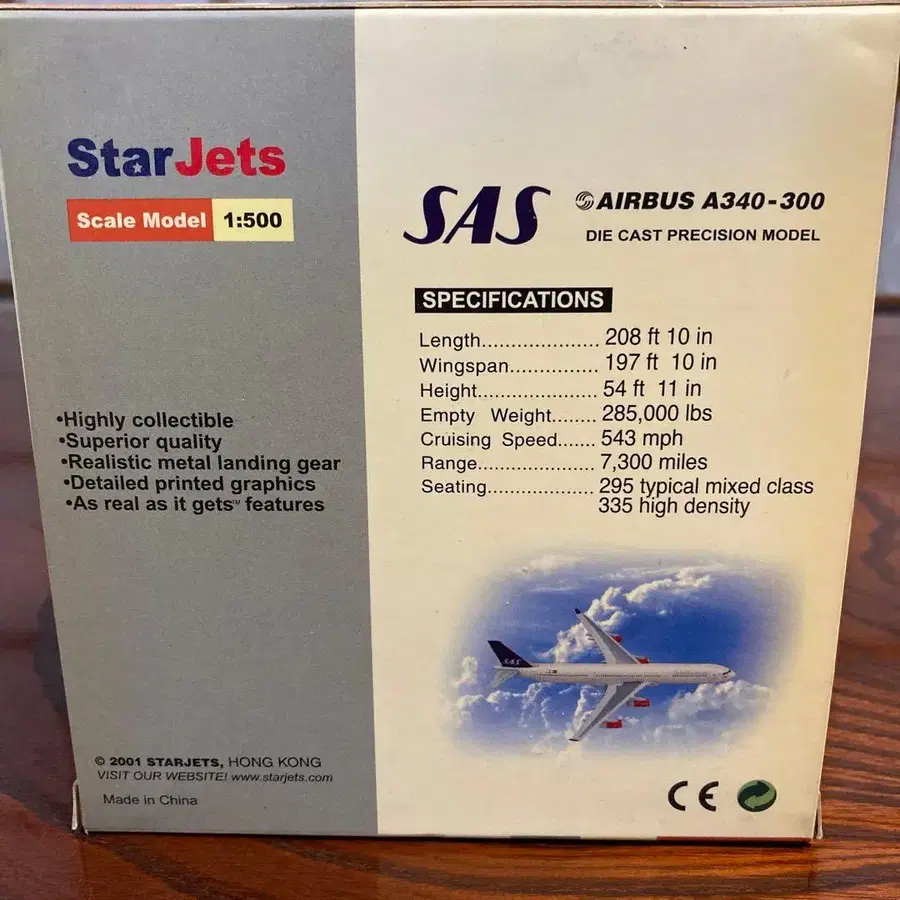 StarJets
Scale Model 1:500
•Highly collectible
•Superior quality
•Realistic metal landing gear
•Detailed printed graphics
•As real as it gets™ features
© 2001 STARJETS, HONG KONG
VISIT OUR WEBSITE! www.starjets.com
Made in China
SAS AIRBUS A340-300
DIE CAST PRECISION MODEL
SPECIFICATIONS
Length.................... 208 ft 10 in
Wingspan............... 197 ft 10 in
Height.................... 54 ft 11 in
Empty Weight........ 285,000 lbs
Cruising Speed....... 543 mph
Range.................... 7,300 miles
Seating................... 295 typical mixed class
335 high density
SAS
CE